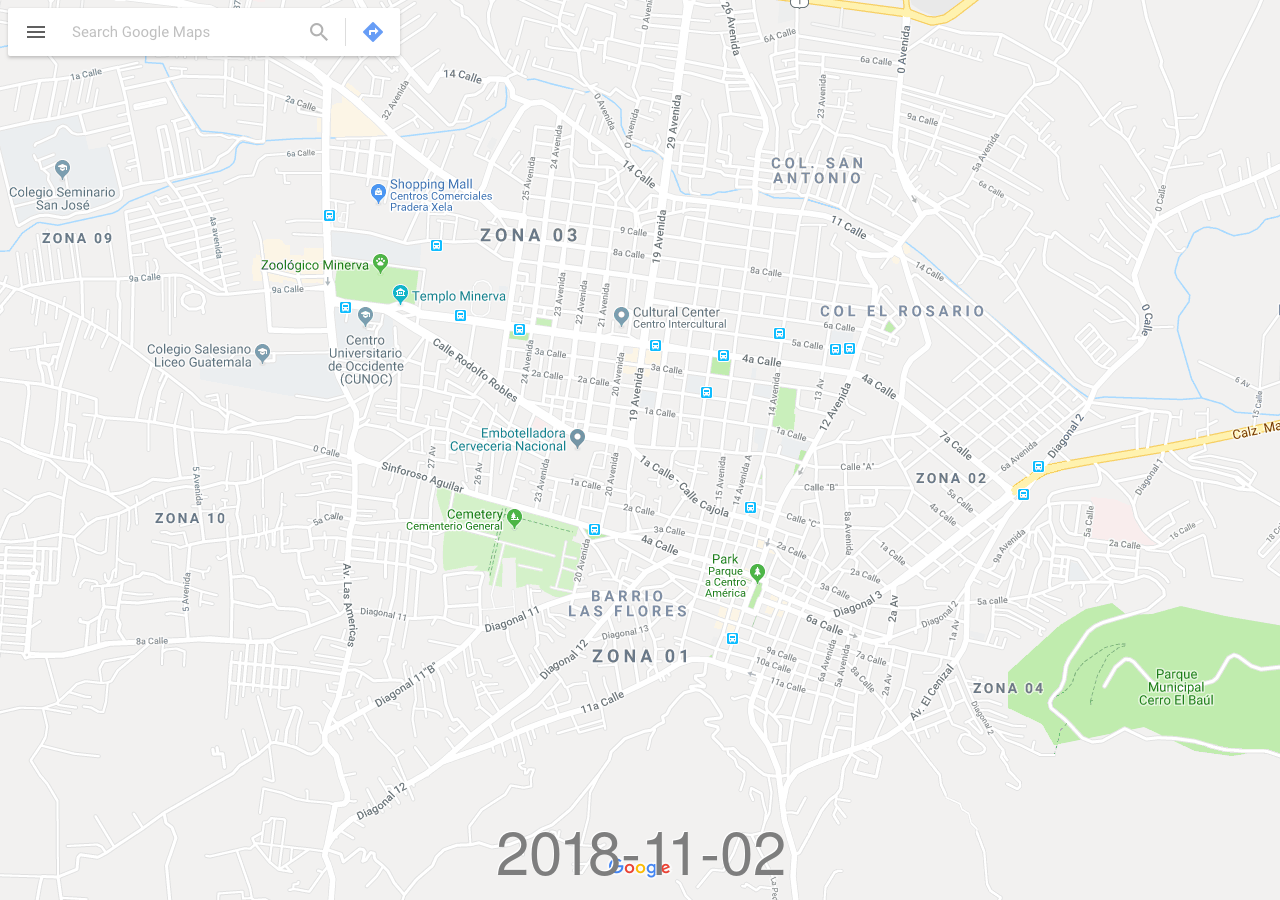 Search Google Maps
0 Avenida
26 Avenida
1
6A Calle
0 Avenida
6a Calle
1a Calle
14 Calle
2a Calle
32 Avenida
0 Avenida
0 Avenida
29 Avenida
23 Avenida
9a Calle
5a Avenida
24 Avenida
6a Calle
14 Calle
COL. SAN
ANTONIO
Colegio Seminario
San José
Shopping Mall
Centros Comerciales
Pradera Xela
25 Avenida
6a Calle
0 Calle
ZONA 09
4a Avenida
ZONA 03
9 Calle
19 Avenida
11 Calle
8a Calle
8a Calle
14 Calle
Zoológico Minerva
9a Calle
9a Calle
Templo Minerva
23 Avenida
22 Avenida
21 Avenida
Cultural Center
Centro Intercultural
COL EL ROSARIO
0 Calle
6a Calle
5a Calle
Centro
Universitario
de Occidente
(CUNOC)
Colegio Salesiano
Liceo Guatemala
Calle Rodolfo Robles
24 Avenida
3a Calle
2a Calle
2a Calle
20 Avenida
3a Calle
4a Calle
4a Calle
19 Avenida
1a Calle
14 Avenida
13 Av
12 Avenida
6 Av
15 Calle
Embotelladora
Cerveceria Nacional
1a Calle
7a Calle
6a Avenida
Diagonal 2
Calz. Ma
0 Calle
27 Av
26 Av
Sinforoso Aguilar
23 Avenida
20 Avenida
1a Calle
1a Calle - Calle Cajola
15 Avenida
14 Avenida A
Calle "A"
Calle "B"
ZONA 02
5a Calle
4a Calle
Diagonal 1
5 Avenida
ZONA 10
5a Calle
Cemetery
Cementerio General
2a Calle
3a Calle
4a Calle
Calle "C"
2a Calle
8a Avenida
1a Calle
9a Avenida
5a Calle
2a Calle
16 Calle
18 Calle
5a Avenida
Av. Las Americas
20 Avenida
Park
Parque
a Centro
América
2a Calle
3a Calle
Diagonal 3
2a Av
5a calle
Diagonal 2
1a Av
Diagonal 11
Diagonal 11
BARRIO
LAS FLORES
Diagonal 13
6a Calle
8a Calle
Diagonal 12
ZONA 01
9a Calle
10a Calle
11a Calle
6a Avenida
5a Avenida
7a Calle
8a Calle
2a Av
Av. El Cenizal
ZONA 04
Diagonal 2
Parque
Municipal
Cerro El Baúl
Diagonal 11 "B"
11a Calle
Diagonal 12
2018-11-02
Google